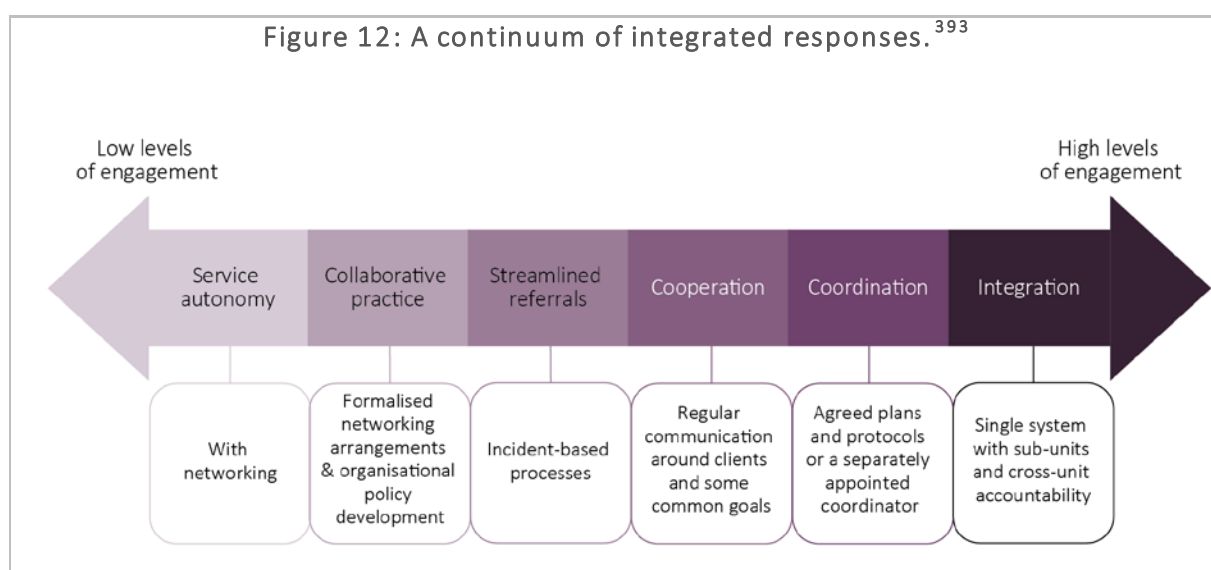 Figure 12: A continuum of integrated responses.393
Low levels
of engagement
High levels
of engagement
Service
autonomy
Collaborative
practice
Streamlined
referrals
Cooperation
Coordination
Integration
With
networking
Formalised
networking
arrangements
& organisational
policy
development
Incident-based
processes
Regular
communication
around clients
and some
common goals
Agreed plans
and protocols
or a separately
appointed
coordinator
Single system
with sub-units
and cross-unit
accountability